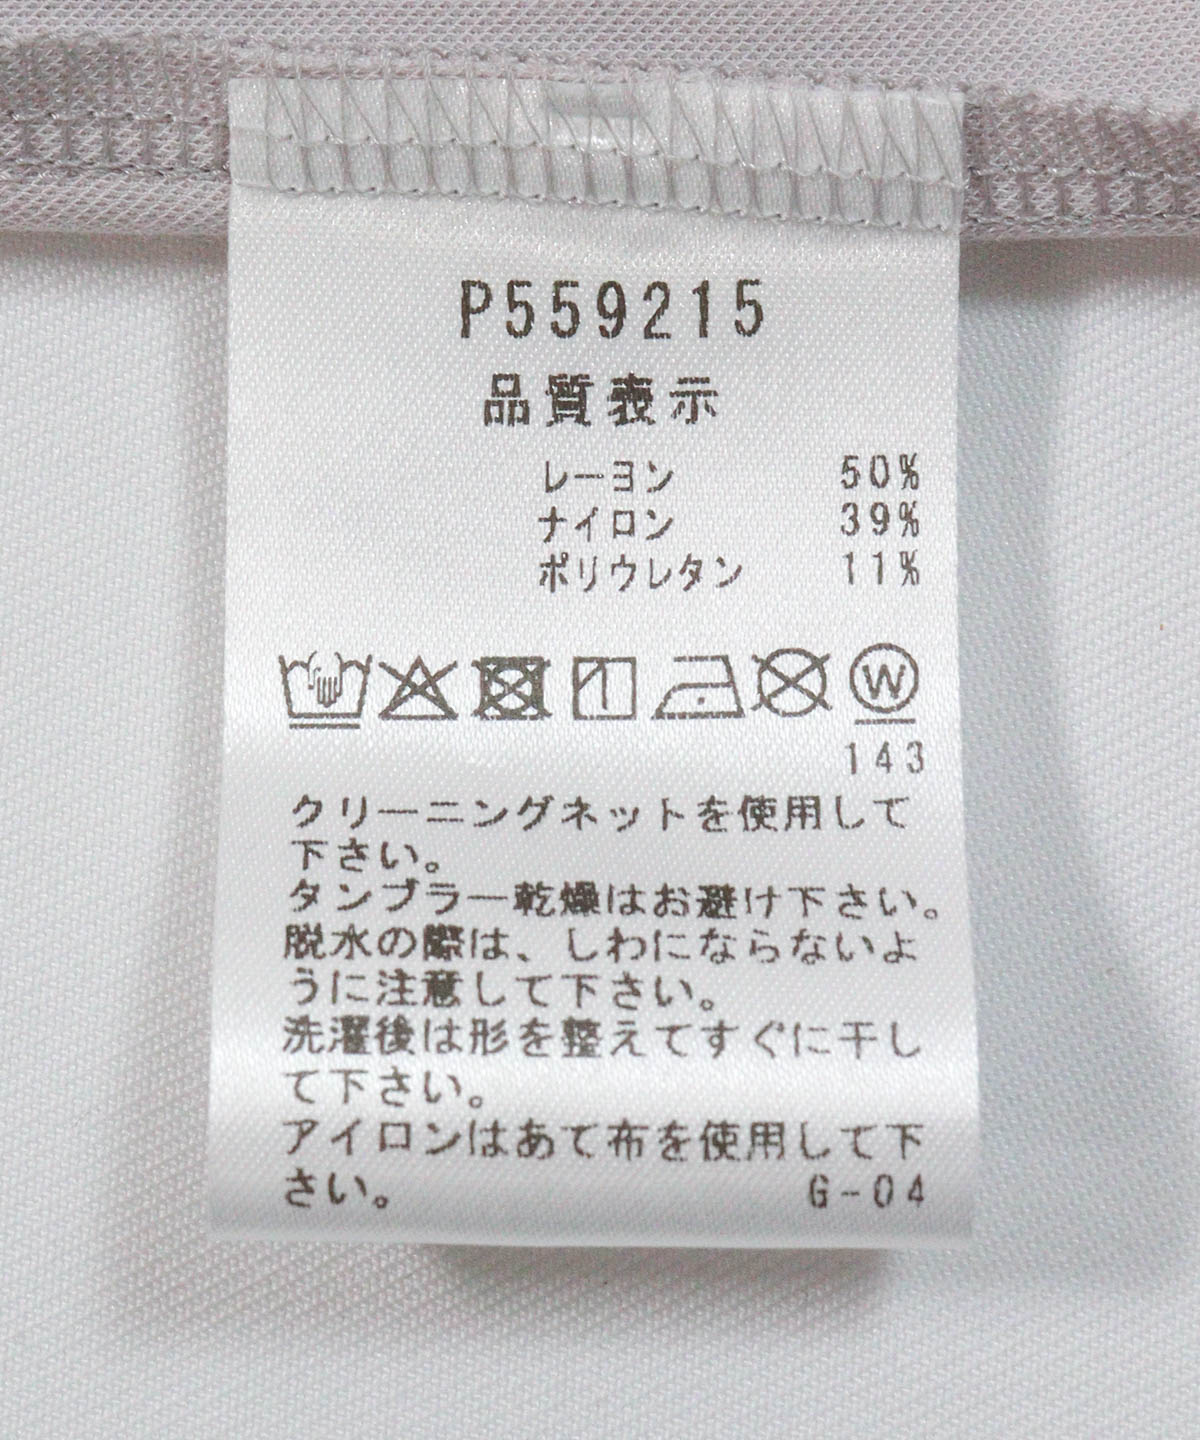 P559215
品質表示
レーヨン 50%
ナイロン 39%
ポリウレタン 11%
W
143
クリーニングネットを使用して
下さい。
タンブラー乾燥はお避け下さい。
脱水の際は、しわにならないよ
うに注意して下さい。
洗濯後は形を整えてすぐに干し
て下さい。
アイロンはあて布を使用して下
さい。 G-04